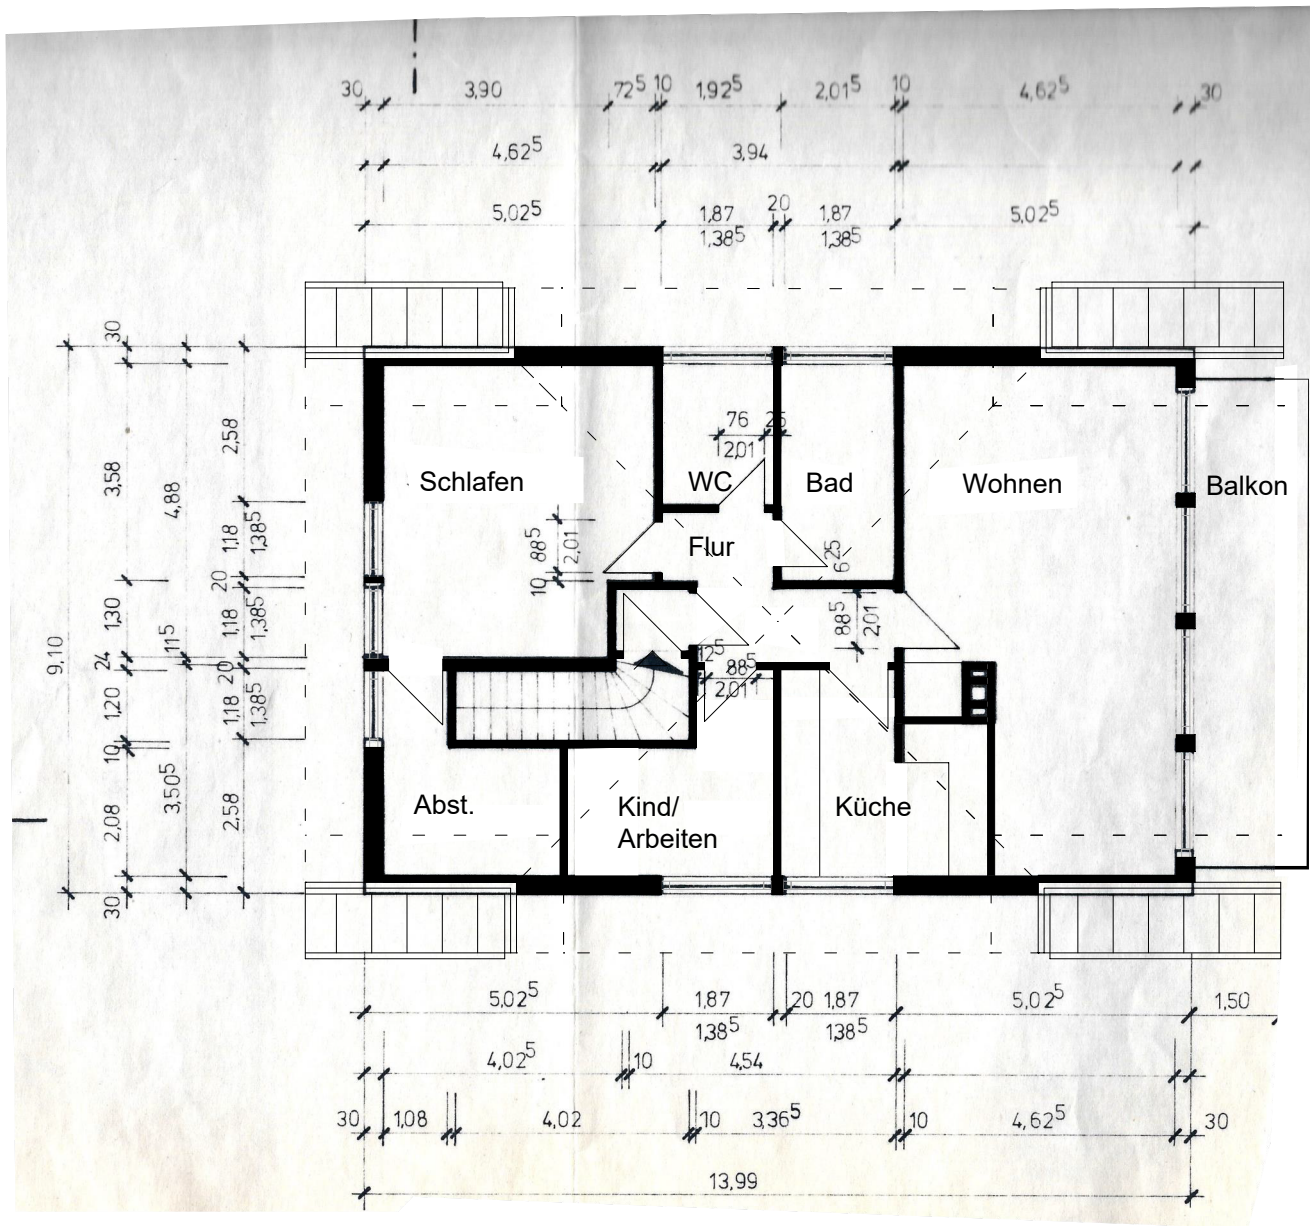 30 3,90 72⁵ 10 1,92⁵ 2,01⁵ 10 4,62⁵ 30
4,62⁵ 3,94
5,02⁵ 1,87 20 1,87 5,02⁵
1,38⁵ 1,38⁵
30
2,58
3,58
4,88
1,18
1,38⁵
20
1,30
1,18
1,38⁵
115
24
20
9,10
1,20
1,18
1,38⁵
10
3,50⁵
2,08
2,58
30
76 25
2,01
Schlafen
WC
Bad
Wohnen
Balkon
Flur
88⁵
2,01
10
62⁵
88⁵
2,01
12⁵
88⁵
2,01
Abst.
Kind/
Arbeiten
Küche
5,02⁵ 1,87 20 1,87 5,02⁵ 1,50
1,38⁵ 1,38⁵
4,02⁵ 10 4,54
30 1,08 4,02 10 3,36⁵ 10 4,62⁵ 30
13,99